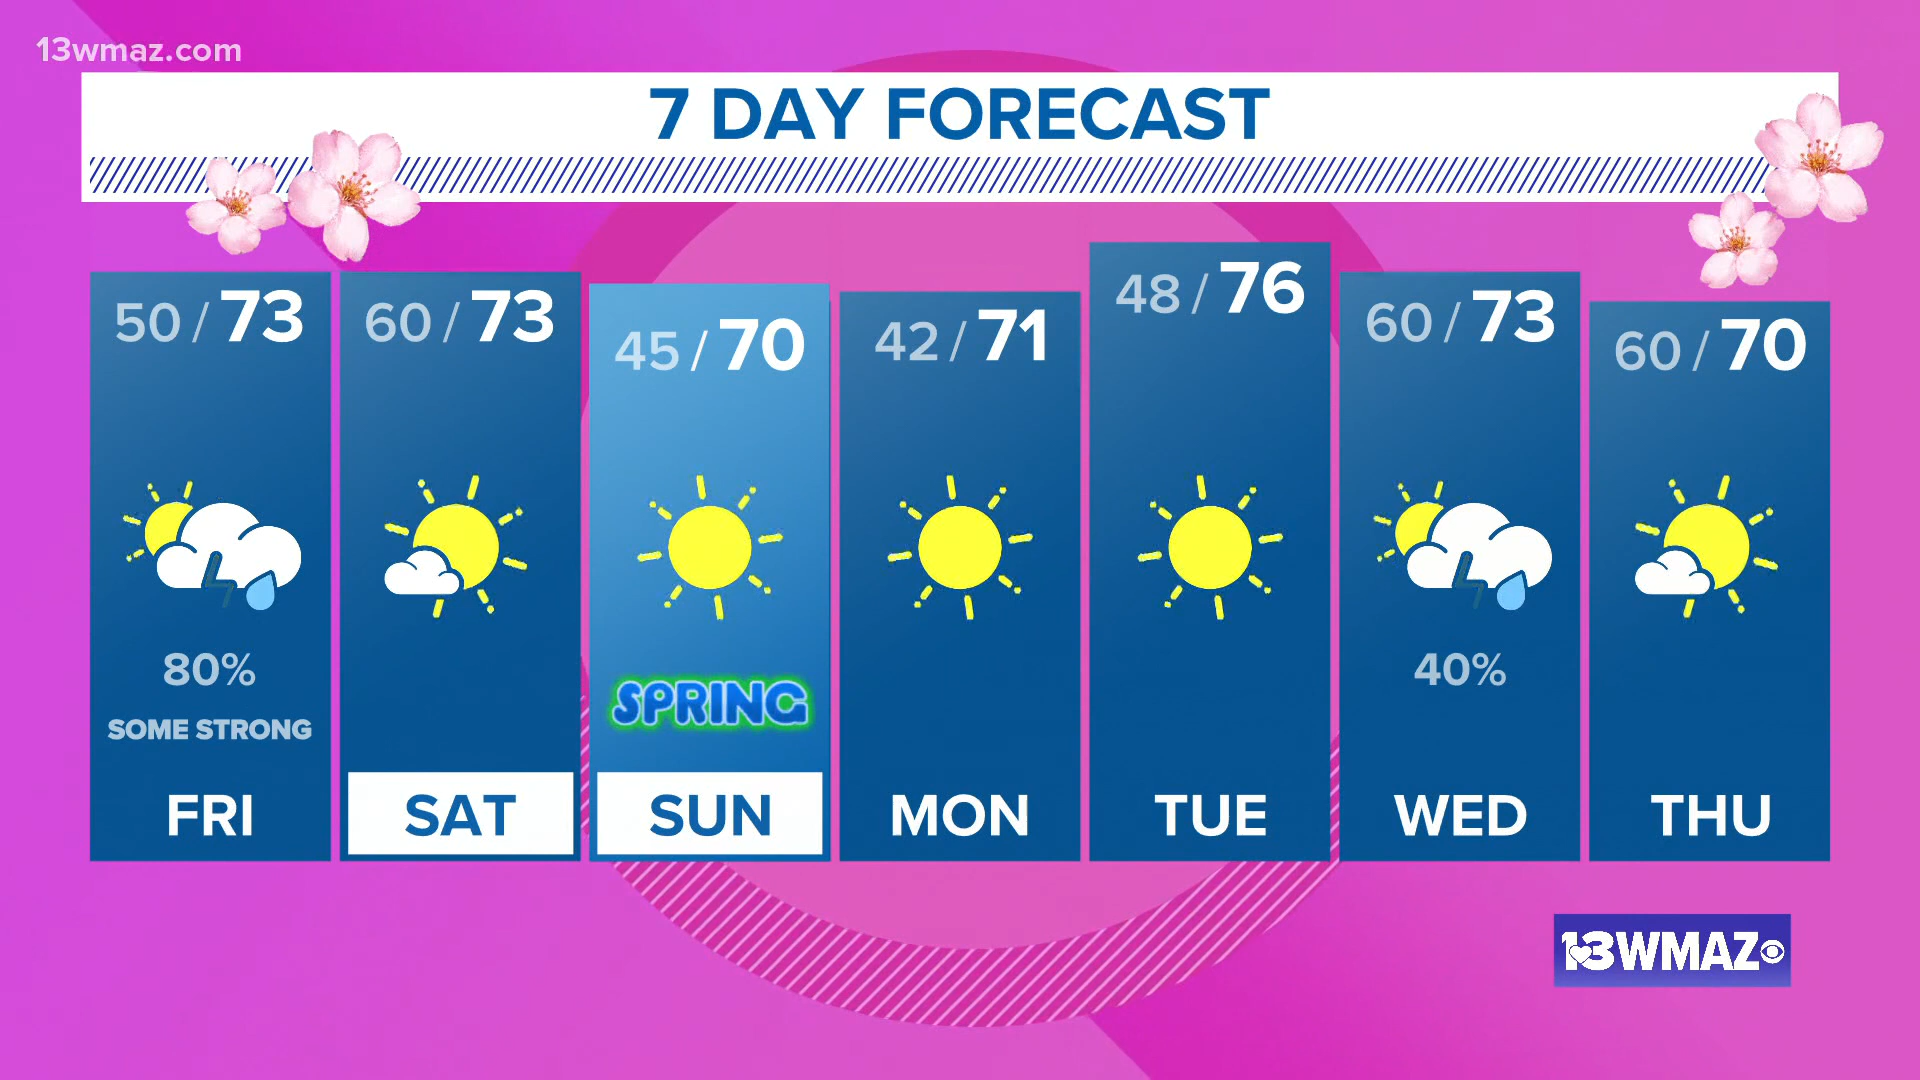 13wmaz.com
7 DAY FORECAST
50 / 73
60 / 73
45 / 70
42 / 71
48 / 76
60 / 73
60 / 70
80%
40%
SOME STRONG
SPRING
FRI
SAT
SUN
MON
TUE
WED
THU
13WMAZ